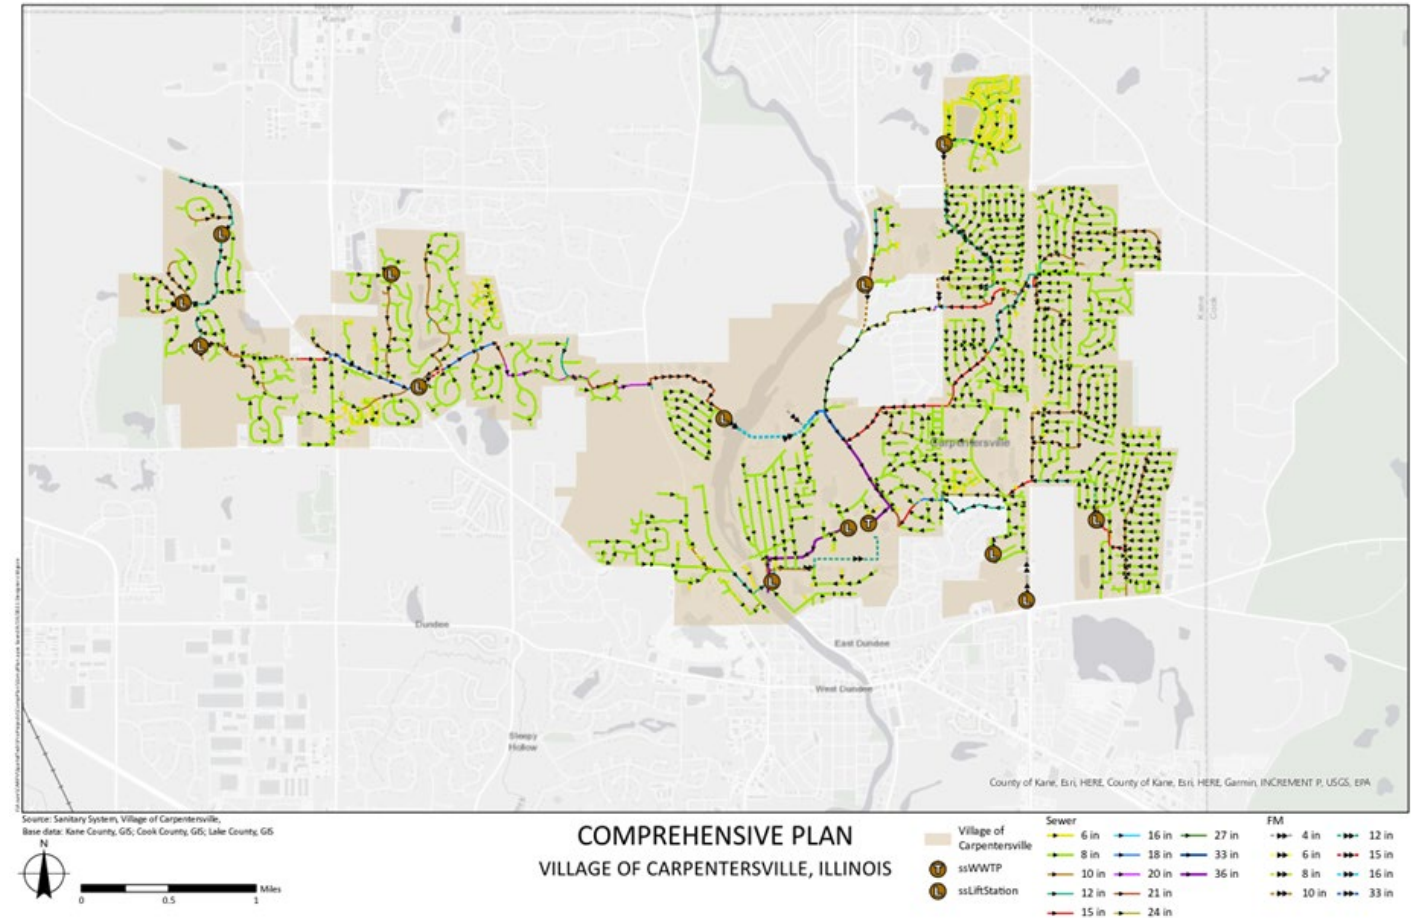 Kane
Kane
Kane
Cook
Carpentersville
Dundee
East Dundee
West Dundee
Sleepy
Hollow
County of Kane, Esri, HERE, County of Kane, Esri, HERE, Garmin, INCREMENT P, USGS, EPA
Source: Sanitary System, Village of Carpentersville,
Base data: Kane County, GIS; Cook County, GIS; Lake County, GIS
N
0 0.5 1 Miles
COMPREHENSIVE PLAN
VILLAGE OF CARPENTERSVILLE, ILLINOIS
Village of
Carpentersville
T ssWWTP
L ssLiftStation
Sewer
6 in
8 in
10 in
12 in
15 in
16 in
18 in
20 in
21 in
24 in
27 in
33 in
36 in
FM
4 in
6 in
8 in
10 in
12 in
15 in
16 in
33 in